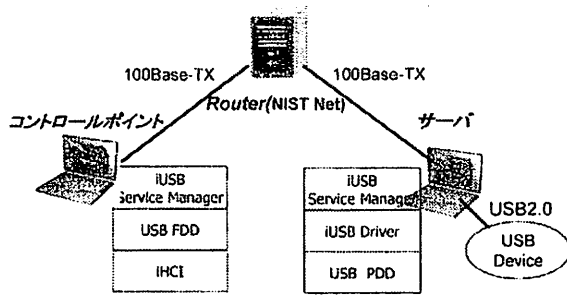 100Base-TX
100Base-TX
Router(NIST Net)
コントロールポイント
サーバ
iUSB
Service Manager
USB FDD
iHCI
iUSB
Service Manager
iUSB Driver
USB PDD
USB2.0
USB
Device